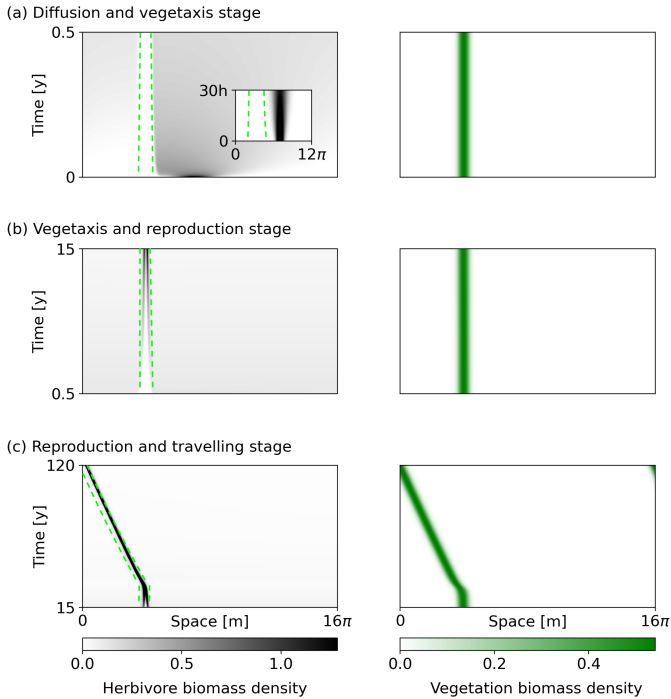 (a) Diffusion and vegetaxis stage
0.5
Time [y]
0
30h
0
0
12π
(b) Vegetaxis and reproduction stage
15
Time [y]
0.5
(c) Reproduction and travelling stage
120
Time [y]
15
0
Space [m]
16π
0
Space [m]
16π
0.0
0.5
1.0
Herbivore biomass density
0.0
0.2
0.4
Vegetation biomass density